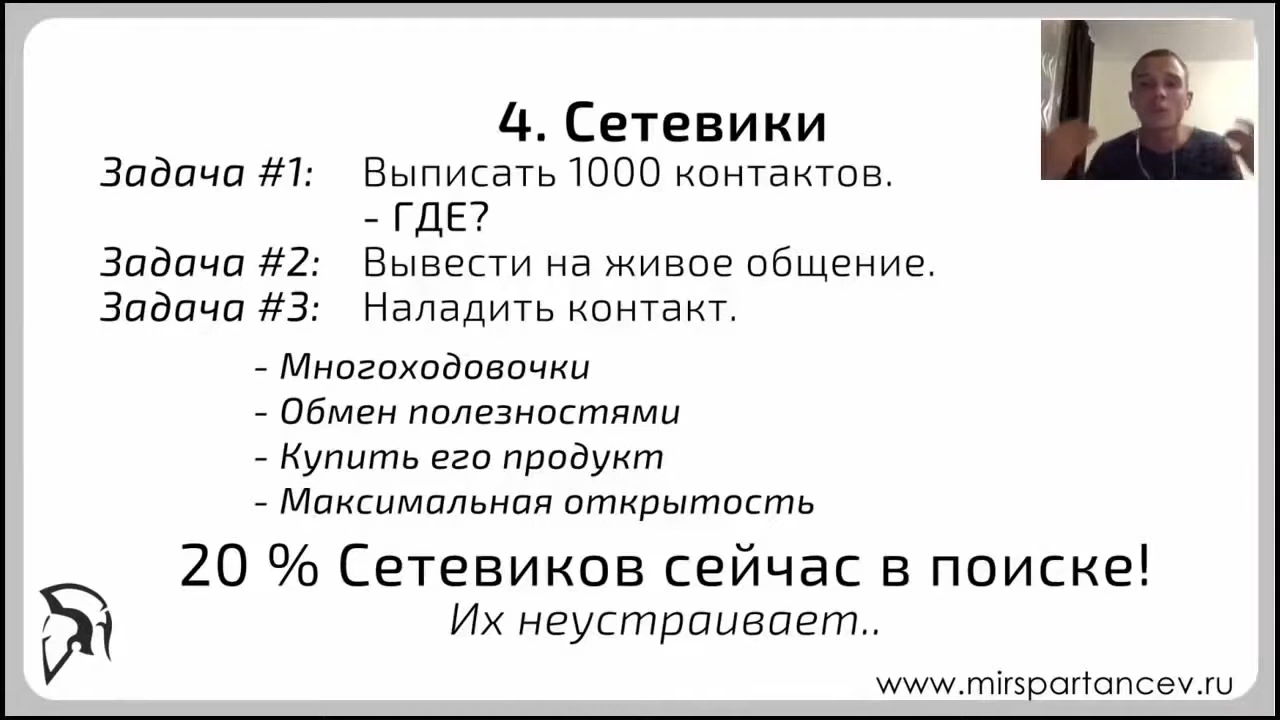 4. Сетевики
Задача #1: Выписать 1000 контактов.
- ГДЕ?
Задача #2: Вывести на живое общение.
Задача #3: Наладить контакт.
- Многоходовочки
- Обмен полезностями
- Купить его продукт
- Максимальная открытость
20 % Сетевиков сейчас в поиске!
Их неустраивает..
www.mirspartancev.ru